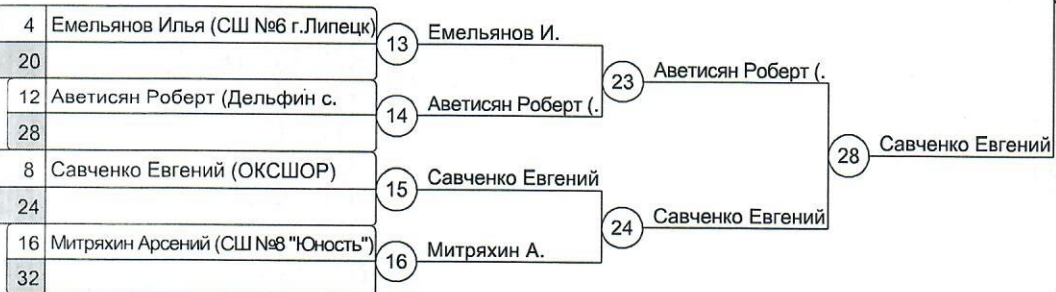 4 Емельянов Илья (СШ №6 г.Липецк)
20
13 Емельянов И.
12 Аветисян Роберт (Дельфин с.
28
14 Аветисян Роберт (.
23 Аветисян Роберт (.
8 Савченко Евгений (ОКСШОР)
24
15 Савченко Евгений
16 Митряхин Арсений (СШ №8 "Юность")
32
16 Митряхин А.
24 Савченко Евгений
28 Савченко Евгений